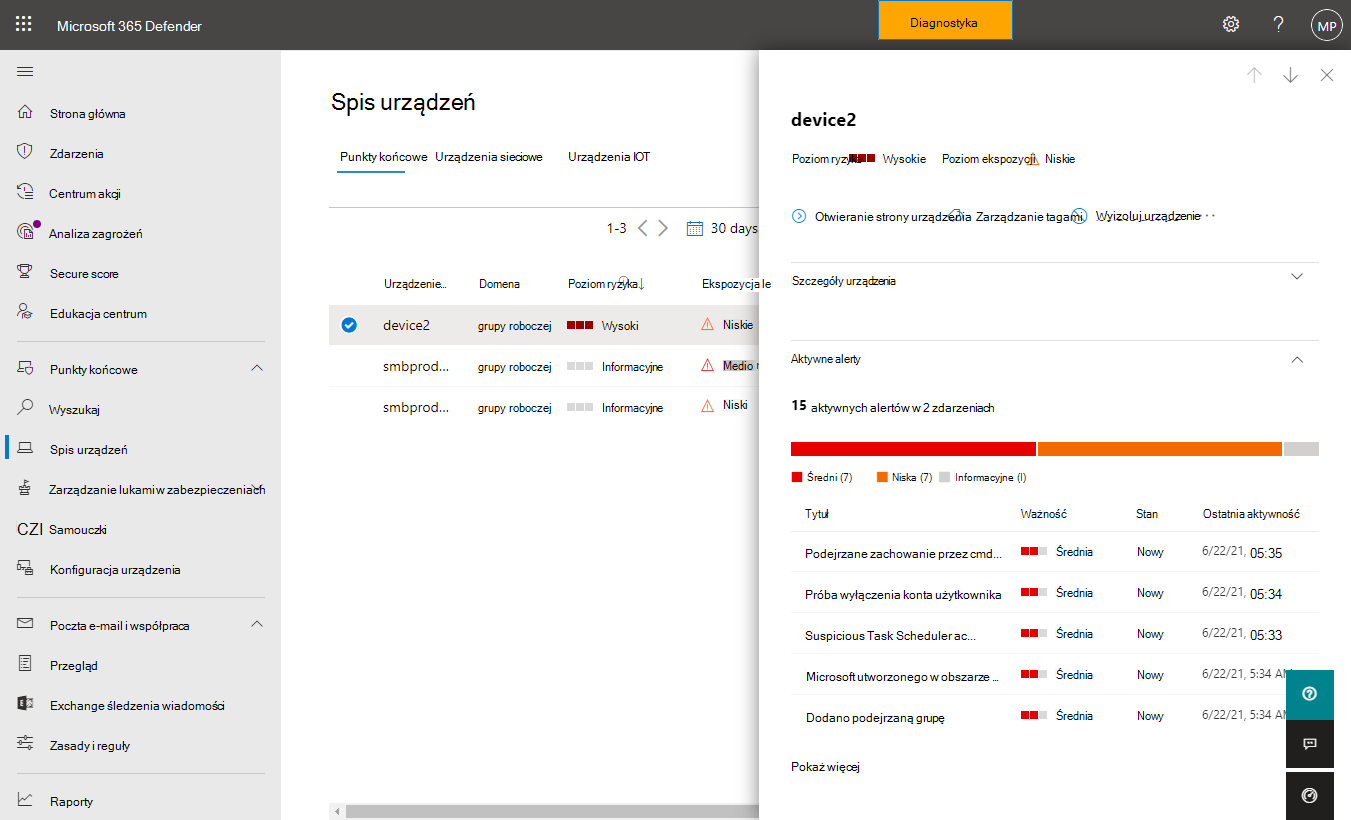 Microsoft 365 Defender
Diagnostyka
?
MP
Strona główna
Zdarzenia
Centrum akcji
Analiza zagrożeń
Secure score
Edukacja centrum
Punkty końcowe
Wyszukaj
Spis urządzeń
Zarządzanie lukami w zabezpieczeniach
CZI Samouczki
Konfiguracja urządzenia
Poczta e-mail i współpraca
Przegląd
Exchange śledzenia wiadomości
Zasady i reguły
Raporty
Spis urządzeń
Punkty końcowe Urządzenia sieciowe Urządzenia IOT
1-3 30 days
Urządzenie... Domena Poziom ryzyka Ekspozycja le
device2 grupy roboczej Wysoki Niskie
smbprod... grupy roboczej Informacyjne Medio
smbprod... grupy roboczej Informacyjne Niski
device2
Poziom ryzyka Wysokie Poziom ekspozycji Niskie
Otwieranie strony urządzenia Zarządzanie tagami Wyizoluj urządzenie ...
Szczegóły urządzenia
Aktywne alerty
15 aktywnych alertów w 2 zdarzeniach
Średni (7) Niska (7) Informacyjne (l)
Tytuł Ważność Stan Ostatnia aktywność
Podejrzane zachowanie przez cmd... Średnia Nowy 6/22/21, 05:35
Próba wyłączenia konta użytkownika Średnia Nowy 6/22/21, 05:34
Suspicious Task Scheduler ac... Średnia Nowy 6/22/21, 05:33
Microsoft utworzonego w obszarze ... Średnia Nowy 6/22/21, 5:34 AM
Dodano podejrzaną grupę Średnia Nowy 6/22/21, 5:34 AM
Pokaż więcej